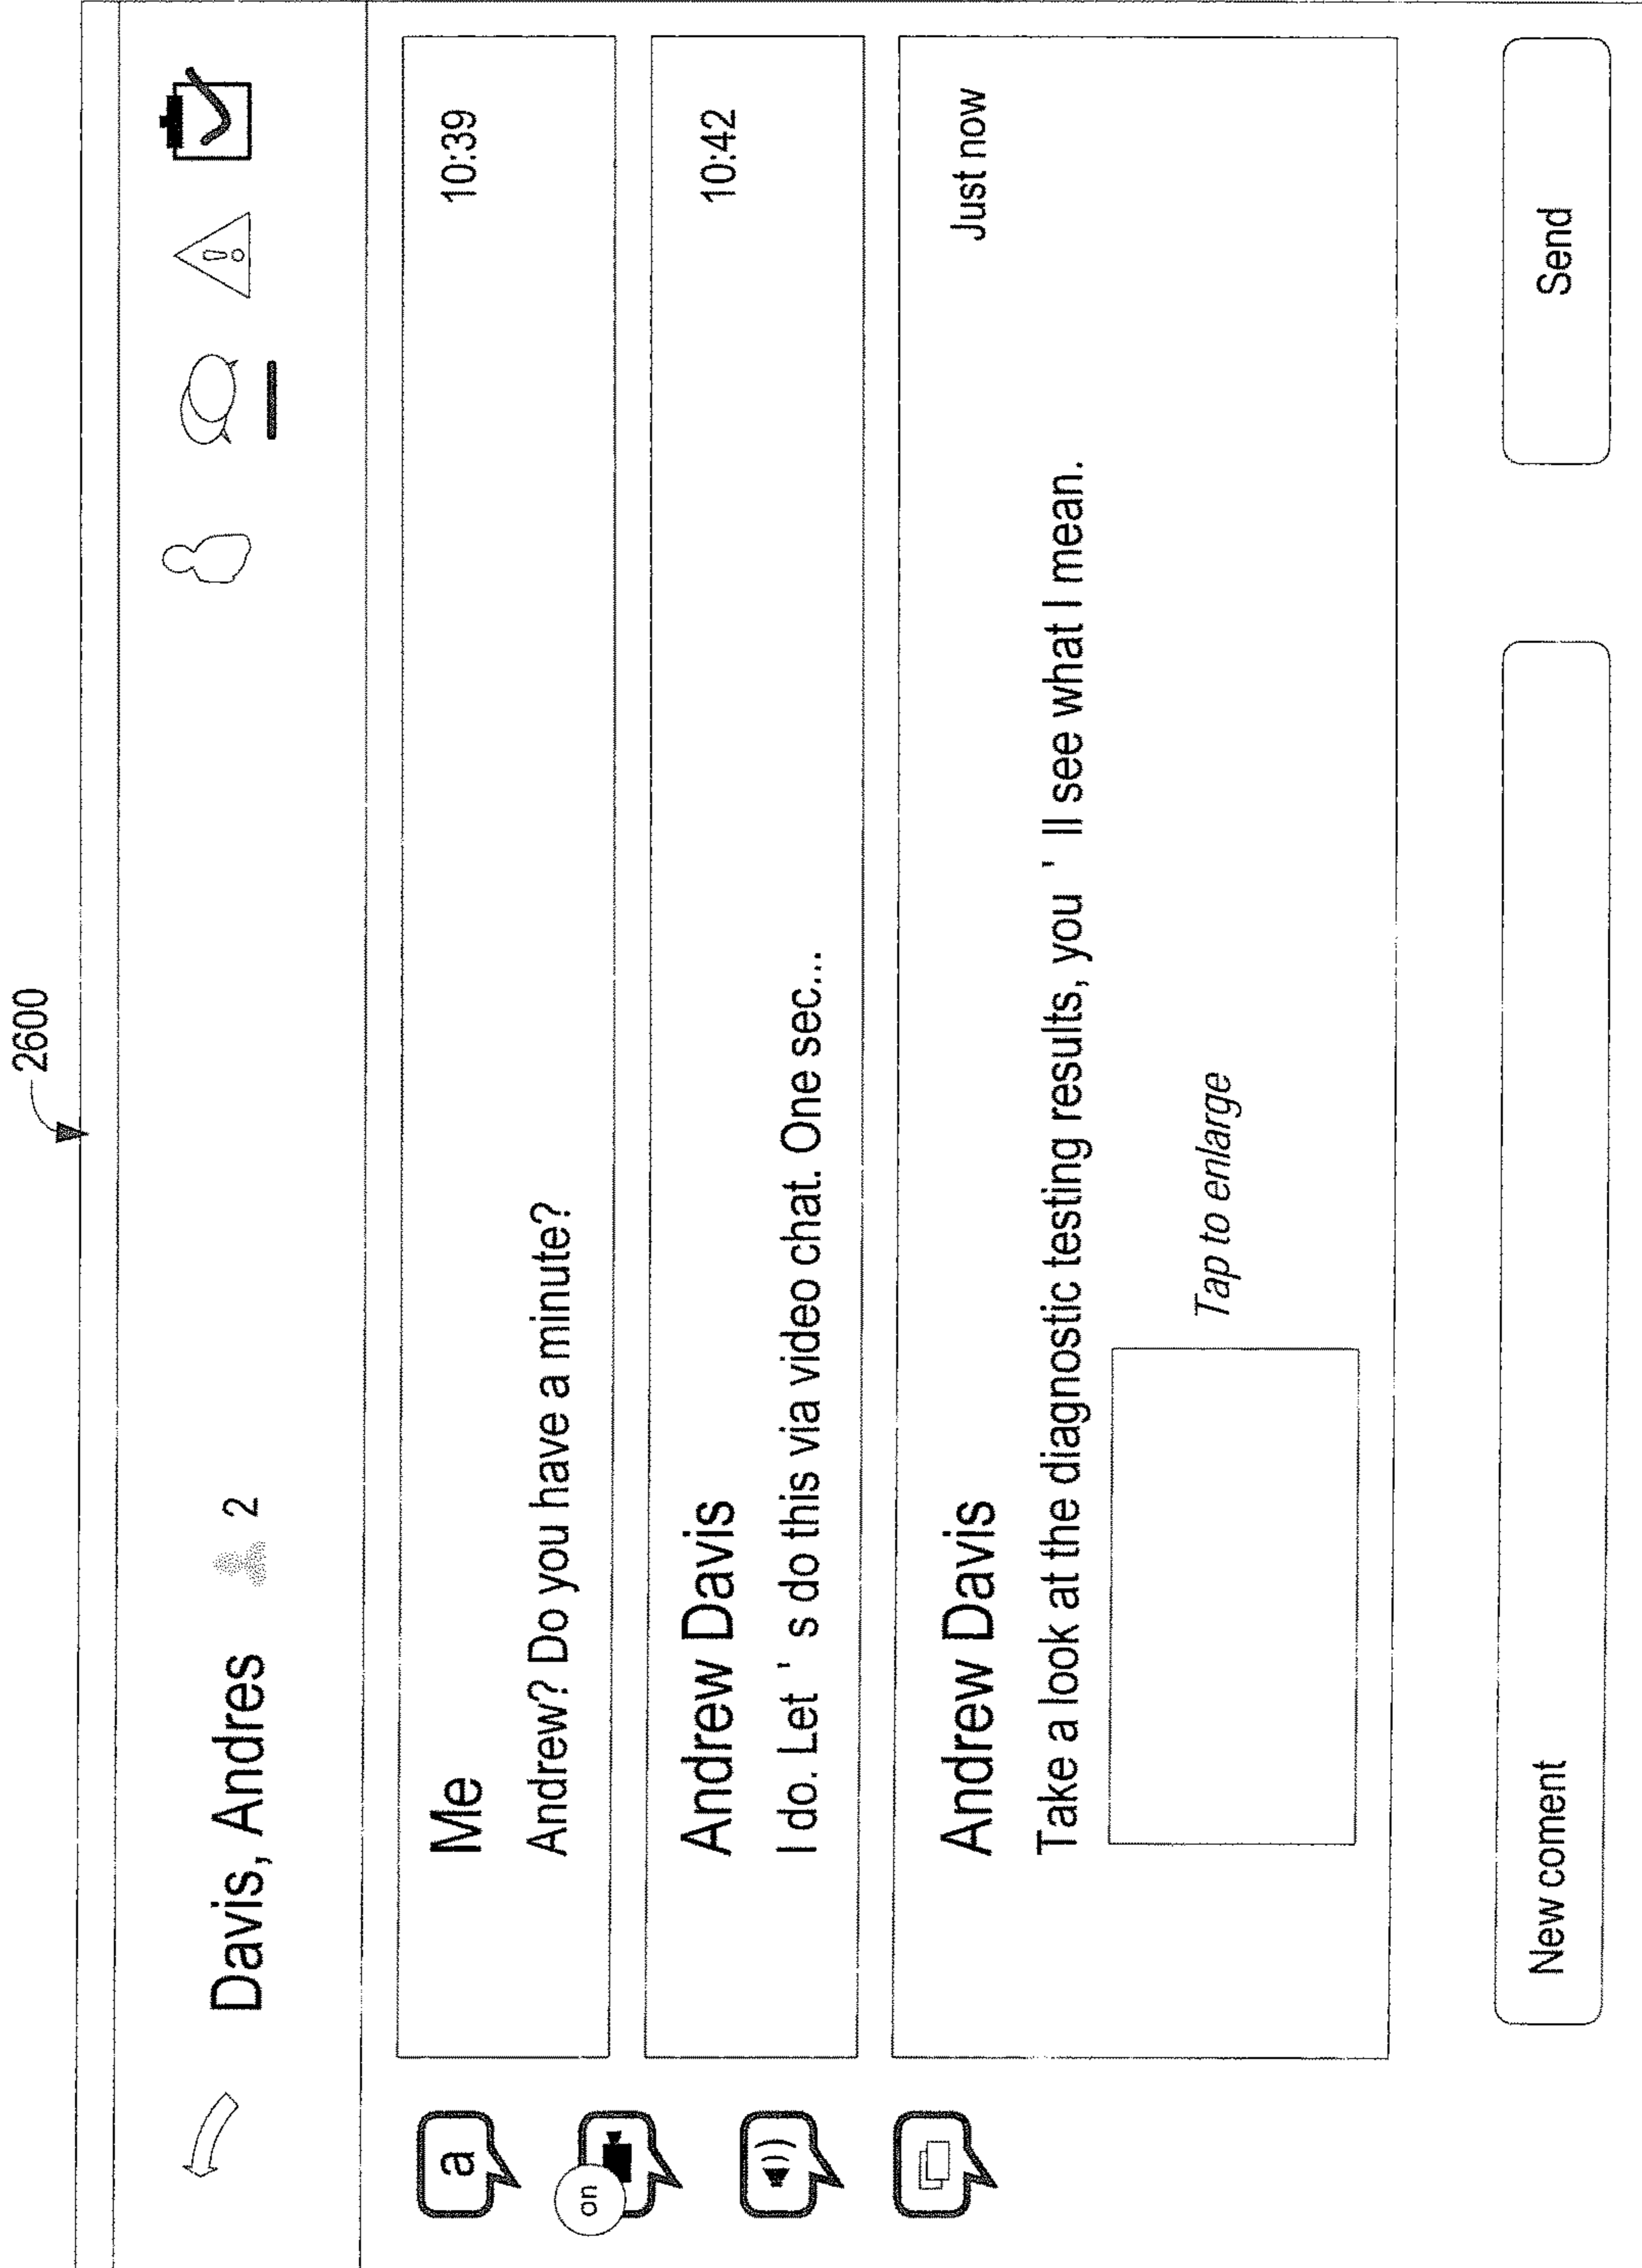 2600
Davis, Andres 2
Me 10:39
Andrew? Do you have a minute?
Andrew Davis 10:42
I do. Let ' s do this via video chat. One sec...
Andrew Davis Just now
Take a look at the diagnostic testing results, you ' ll see what I mean.
Tap to enlarge
a
on
New coment
Send